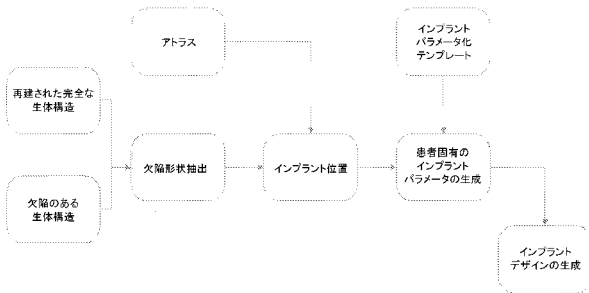 アトラス
インプラント
パラメータ化
テンプレート
再建された完全な
生体構造
欠陥形状抽出
インプラント位置
患者固有の
インプラント
パラメータの生成
欠陥のある
生体構造
インプラント
デザインの生成